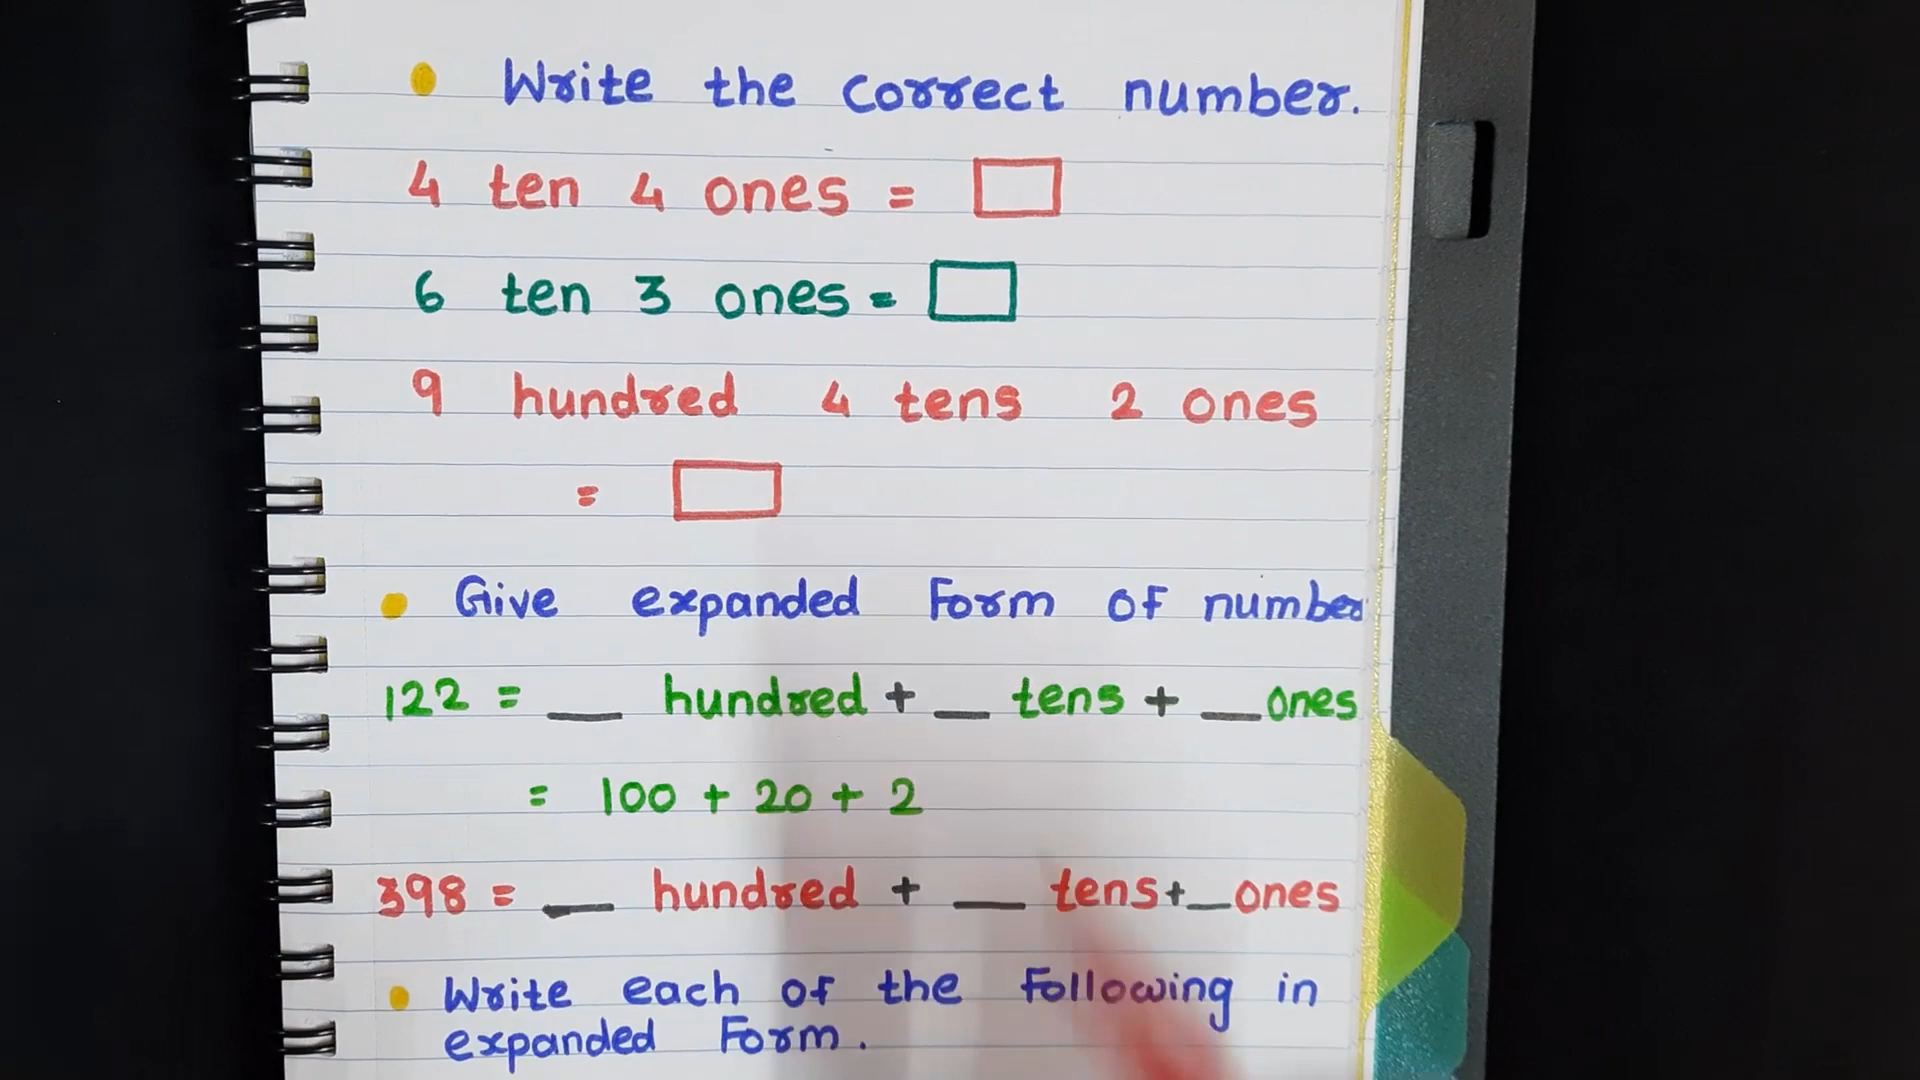 Write the correct number.
4 ten 4 ones =
6 ten 3 ones =
9 hundred 4 tens 2 ones
=
Give expanded Form of number
122 = __ hundred + __ tens + __ ones
= 100 + 20 + 2
398 = __ hundred + __ tens + __ ones
Write each of the Following in
expanded Form.